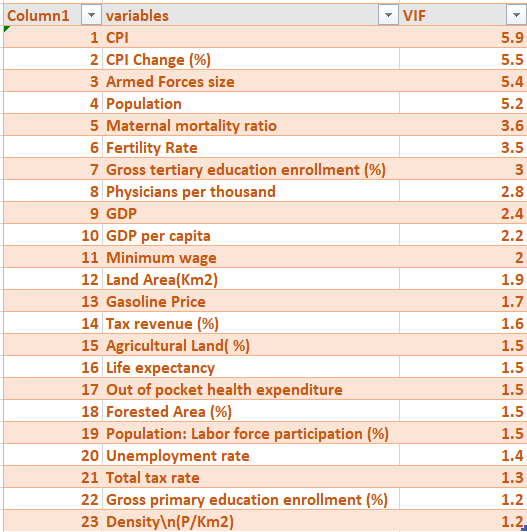 Column1 variables VIF
1 CPI 5.9
2 CPI Change (%) 5.5
3 Armed Forces size 5.4
4 Population 5.2
5 Maternal mortality ratio 3.6
6 Fertility Rate 3.5
7 Gross tertiary education enrollment (%) 3
8 Physicians per thousand 2.8
9 GDP 2.4
10 GDP per capita 2.2
11 Minimum wage 2
12 Land Area(Km2) 1.9
13 Gasoline Price 1.7
14 Tax revenue (%) 1.6
15 Agricultural Land( %) 1.5
16 Life expectancy 1.5
17 Out of pocket health expenditure 1.5
18 Forested Area (%) 1.5
19 Population: Labor force participation (%) 1.5
20 Unemployment rate 1.4
21 Total tax rate 1.3
22 Gross primary education enrollment (%) 1.2
23 Density\n(P/Km2) 1.2